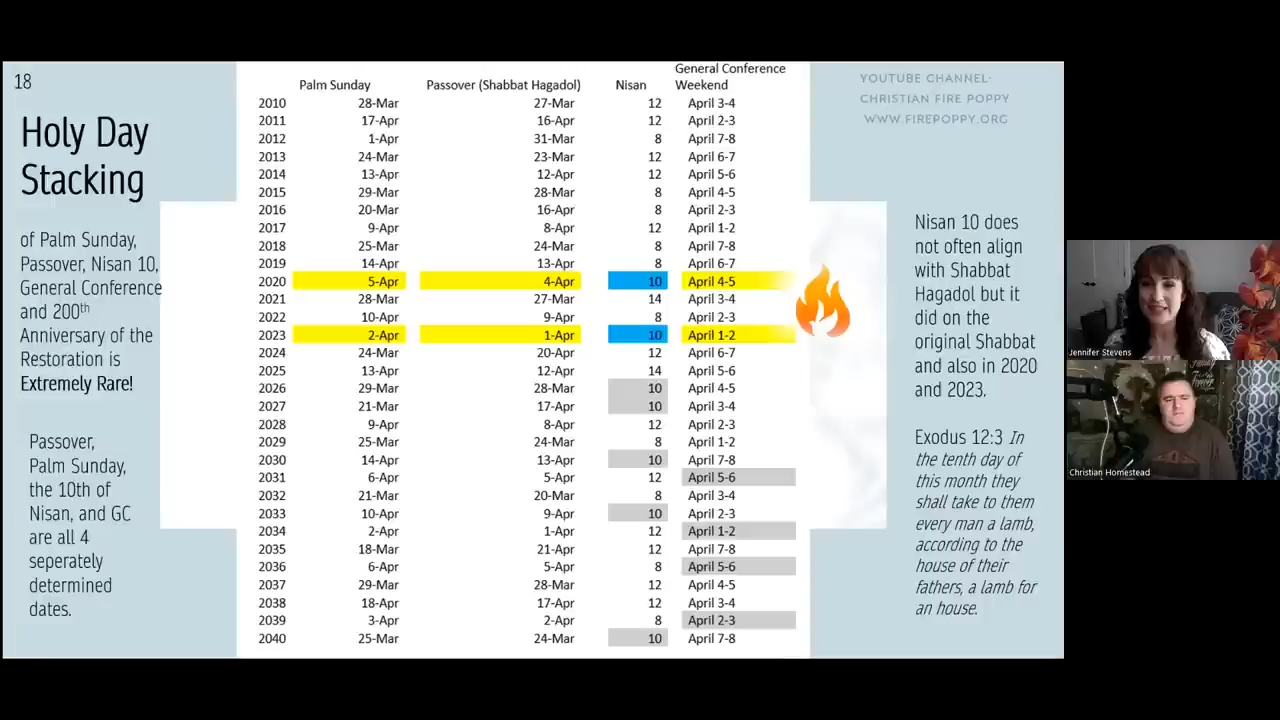 18
Holy Day
Stacking
of Palm Sunday,
Passover, Nisan 10,
General Conference
and 200th
Anniversary of the
Restoration is
Extremely Rare!
Passover,
Palm Sunday,
the 10th of
Nisan, and GC
are all 4
seperately
determined
dates.
General Conference
Palm Sunday Passover (Shabbat Hagadol) Nisan Weekend
2010 28-Mar 27-Mar 12 April 3-4
2011 17-Apr 16-Apr 12 April 2-3
2012 1-Apr 31-Mar 8 April 7-8
2013 24-Mar 23-Mar 12 April 6-7
2014 13-Apr 12-Apr 12 April 5-6
2015 29-Mar 28-Mar 8 April 4-5
2016 20-Mar 16-Apr 8 April 2-3
2017 9-Apr 8-Apr 12 April 1-2
2018 25-Mar 24-Mar 8 April 7-8
2019 14-Apr 13-Apr 8 April 6-7
2020 5-Apr 4-Apr 10 April 4-5
2021 28-Mar 27-Mar 14 April 3-4
2022 10-Apr 9-Apr 8 April 2-3
2023 2-Apr 1-Apr 10 April 1-2
2024 24-Mar 20-Apr 12 April 6-7
2025 13-Apr 12-Apr 14 April 5-6
2026 29-Mar 28-Mar 10 April 4-5
2027 21-Mar 17-Apr 10 April 3-4
2028 9-Apr 8-Apr 12 April 2-3
2029 25-Mar 24-Mar 8 April 1-2
2030 14-Apr 13-Apr 10 April 7-8
2031 6-Apr 5-Apr 12 April 5-6
2032 21-Mar 20-Mar 8 April 3-4
2033 10-Apr 9-Apr 10 April 2-3
2034 2-Apr 1-Apr 12 April 1-2
2035 18-Mar 21-Apr 12 April 7-8
2036 6-Apr 5-Apr 8 April 5-6
2037 29-Mar 28-Mar 12 April 4-5
2038 18-Apr 17-Apr 12 April 3-4
2039 3-Apr 2-Apr 8 April 2-3
2040 25-Mar 24-Mar 10 April 7-8
YOUTUBE CHANNEL:
CHRISTIAN FIRE POPPY
WWW.FIREPOPPY.ORG
Nisan 10 does
not often align
with Shabbat
Hagadol but it
did on the
original Shabbat
and also in 2020
and 2023.
Exodus 12:3 In
the tenth day of
this month they
shall take to them
every man a lamb,
according to the
house of their
fathers, a lamb for
an house.
Jennifer Stevens
Christian Homestead